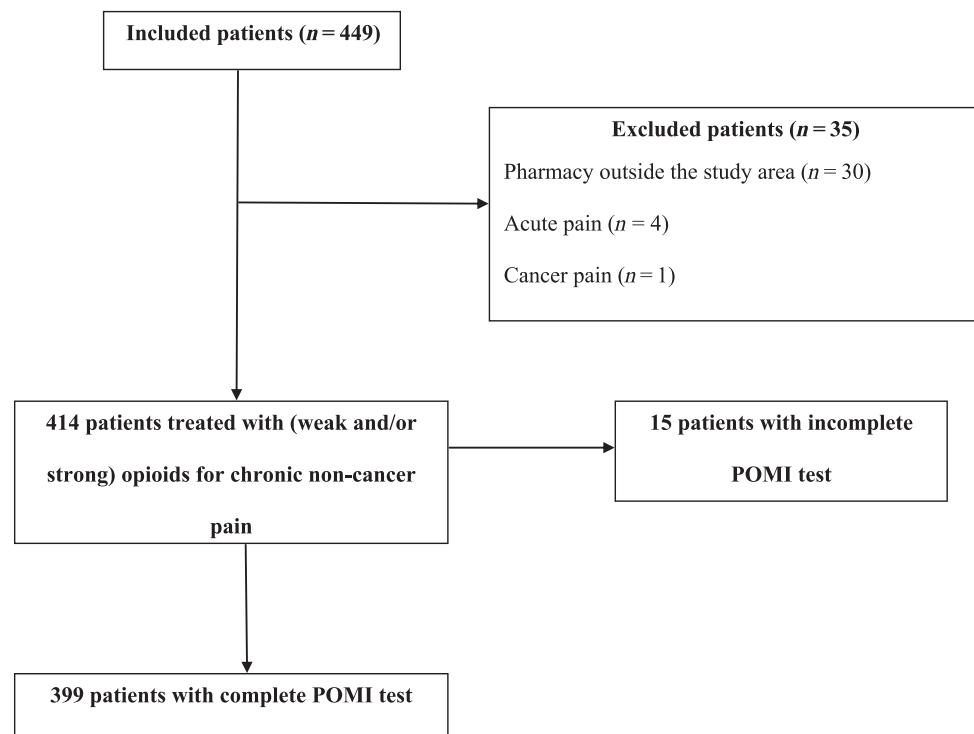 Included patients (n = 449)
Excluded patients (n = 35)
Pharmacy outside the study area (n = 30)
Acute pain (n = 4)
Cancer pain (n = 1)
414 patients treated with (weak and/or
strong) opioids for chronic non-cancer
pain
15 patients with incomplete
POMI test
399 patients with complete POMI test